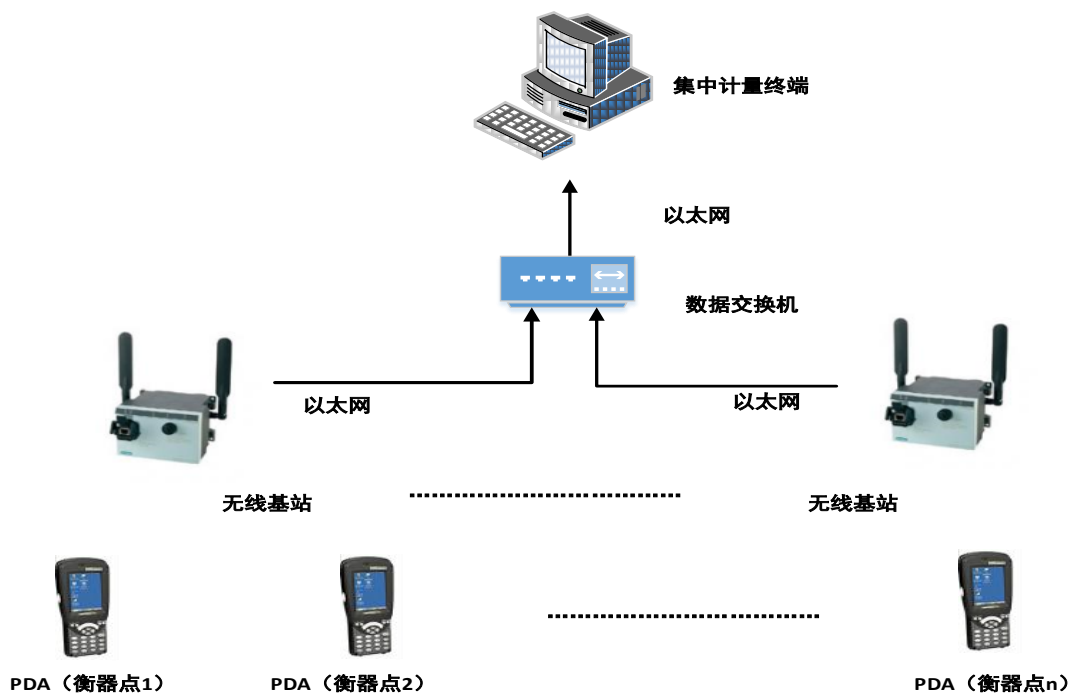 集中计量终端
以太网
数据交换机
以太网
以太网
无线基站
无线基站
PDA（衡器点1）
PDA（衡器点2）
PDA（衡器点n）